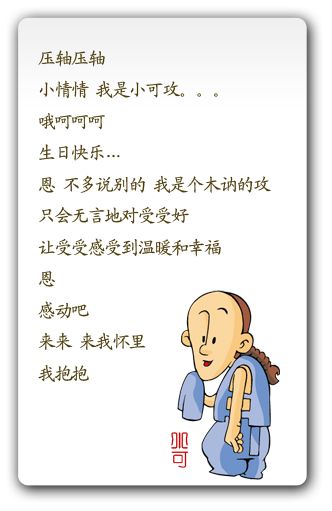 压轴压轴
小情情 我是小可攻。。。
哦呵呵呵
生日快乐...
恩 不多说别的 我是个木讷的攻
只会无言地对受受好
让受受感受到温暖和幸福
恩
感动吧
来来 来我怀里
我抱抱
小可